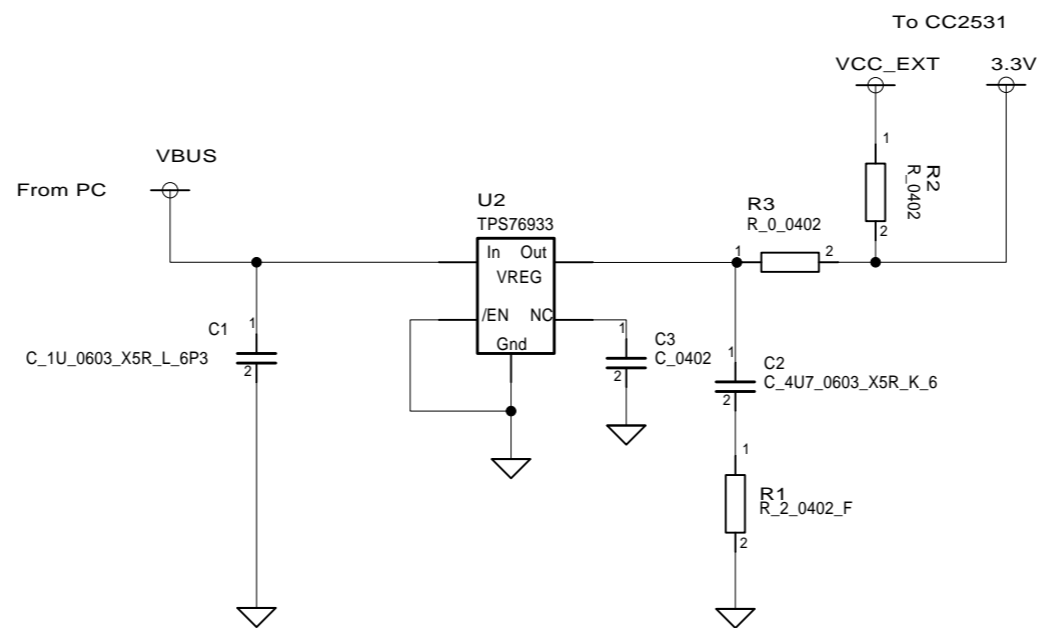 To CC2531
VCC_EXT
3.3V
1
R2
R_0402
2
VBUS
From PC
U2
TPS76933
In
Out
VREG
/EN
NC
Gnd
R3
R_0_0402
1
2
C1
1
C_1U_0603_X5R_L_6P3
2
1
C3
C_0402
2
1
C2
C_4U7_0603_X5R_K_6
2
1
R1
R_2_0402_F
2